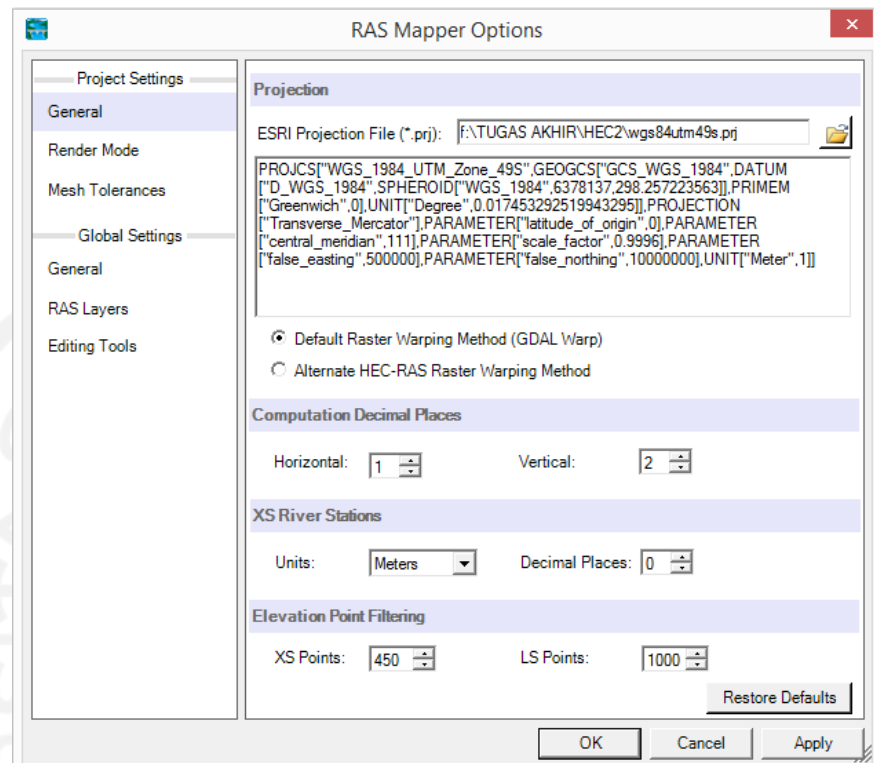 RAS Mapper Options
Project Settings
General
Render Mode
Mesh Tolerances
Global Settings
General
RAS Layers
Editing Tools
Projection
ESRI Projection File (*.prj): f:\TUGAS AKHIR\HEC2\wgs84utm49s.prj
PROJCS["WGS_1984_UTM_Zone_49S",GEOGCS["GCS_WGS_1984",DATUM
["D_WGS_1984",SPHEROID["WGS_1984",6378137,298.257223563]],PRIMEM
["Greenwich",0],UNIT["Degree",0.017453292519943295]],PROJECTION
["Transverse_Mercator"],PARAMETER["latitude_of_origin",0],PARAMETER
["central_meridian",111],PARAMETER["scale_factor",0.9996],PARAMETER
["false_easting",500000],PARAMETER["false_northing",10000000],UNIT["Meter",1]]
Default Raster Warping Method (GDAL Warp)
Alternate HEC-RAS Raster Warping Method
Computation Decimal Places
Horizontal: 1 Vertical: 2
XS River Stations
Units: Meters Decimal Places: 0
Elevation Point Filtering
XS Points: 450 LS Points: 1000
Restore Defaults
OK Cancel Apply